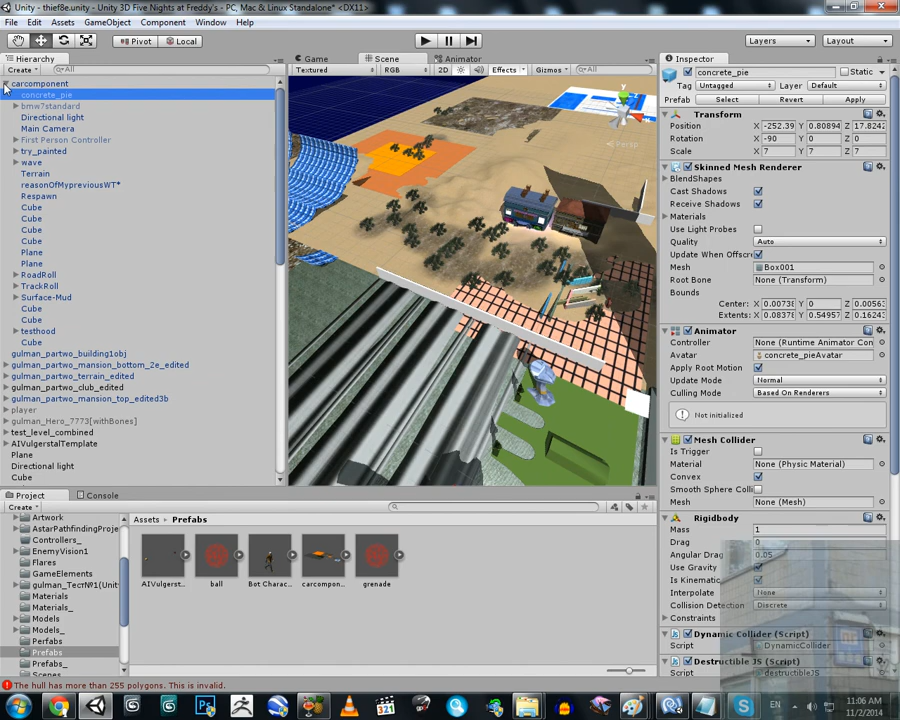 Unity - thief8e.unity - Unity 3D Five Nights at Freddy's - PC, Mac & Linux Standalone* <DX11>
File Edit Assets GameObject Component Window Help
Pivot Local Layers Layout
Hierarchy
Create All
carcomponent
concrete_pie
bmw7standard
Directional light
Main Camera
First Person Controller
try_painted
wave
Terrain
reasonOfMypreviousWT*
Respawn
Cube
Cube
Cube
Cube
Plane
Plane
RoadRoll
TrackRoll
Surface-Mud
Cube
Cube
testhood
Cube
gulman_partwo_building1obj
gulman_partwo_mansion_bottom_2e_edited
gulman_partwo_terrain_edited
gulman_partwo_club_edited
gulman_partwo_mansion_top_edited3b
player
gulman_Hero_7773[withBones]
test_level_combined
AIVulgerstalTemplate
Plane
Directional light
Cube
Game Scene Animator
Textured RGB 2D Effects Gizmos All
y
Persp
Inspector
concrete_pie Static
Tag Untagged Layer Default
Prefab Select Revert Apply
Transform
Position X -252.39 Y 0.80894 Z 17.8242
Rotation X -90 Y 0 Z 0
Scale X 7 Y 7 Z 7
Skinned Mesh Renderer
BlendShapes
Cast Shadows
Receive Shadows
Materials
Use Light Probes
Quality Auto
Update When Offscre
Mesh Box001
Root Bone None (Transform)
Bounds
Center: X 0.00738 Y 0 Z 0.00563
Extents: X 0.08378 Y 0.54957 Z 0.16243
Animator
Controller None (Runtime Animator Con
Avatar concrete_pieAvatar
Apply Root Motion
Update Mode Normal
Culling Mode Based On Renderers
Not initialized
Mesh Collider
Is Trigger
Material None (Physic Material)
Convex
Smooth Sphere Colli
Mesh None (Mesh)
Rigidbody
Mass 1
Drag 0
Angular Drag 0.05
Use Gravity
Is Kinematic
Interpolate None
Collision Detection Discrete
Constraints
Dynamic Collider (Script)
Script DynamicCollider
Destructible JS (Script)
Script destructibleJS
Project Console
Create
Artwork
AstarPathfindingProje
Controllers_
EnemyVision1
Flares
GameElements
gulman_Тест№1(Unit
Materials
Materials_
Models
Models_
Perfabs
Prefabs
Prefabs_
Scenes
Assets Prefabs
AIVulgerst... ball Bot Charac... carcompon... grenade
The hull has more than 255 polygons. This is invalid.
321
EN 11:06 AM
11/2/2014